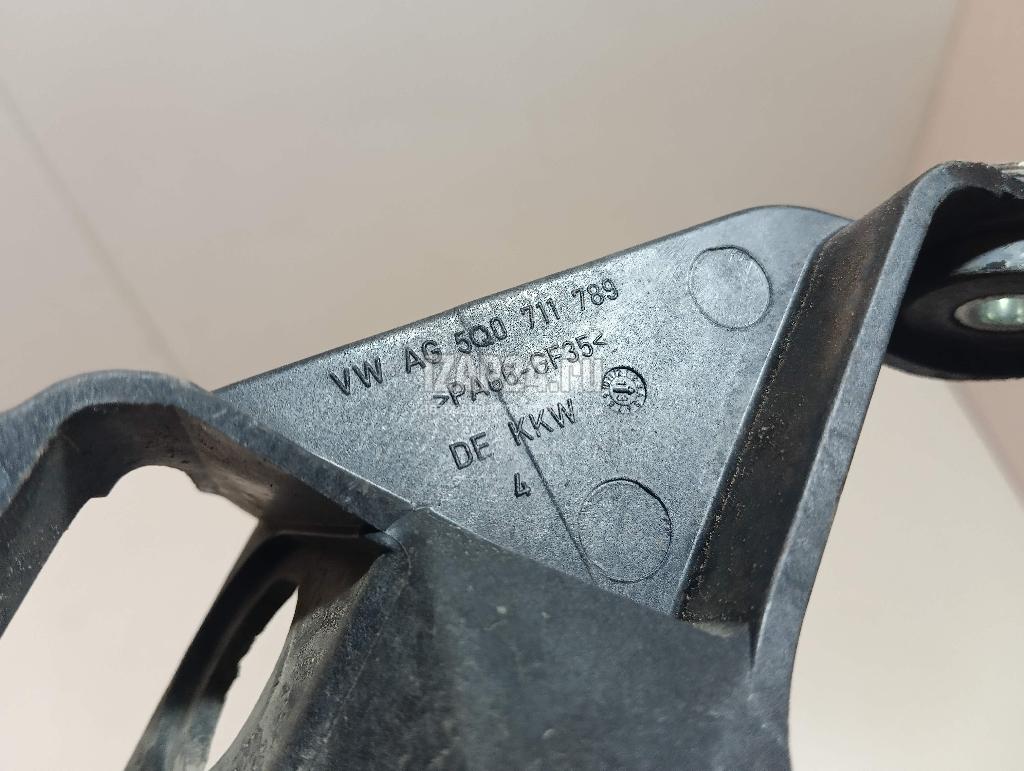 VW AG 5Q0 711 789
>PA66-GF35<
DE KKW
4